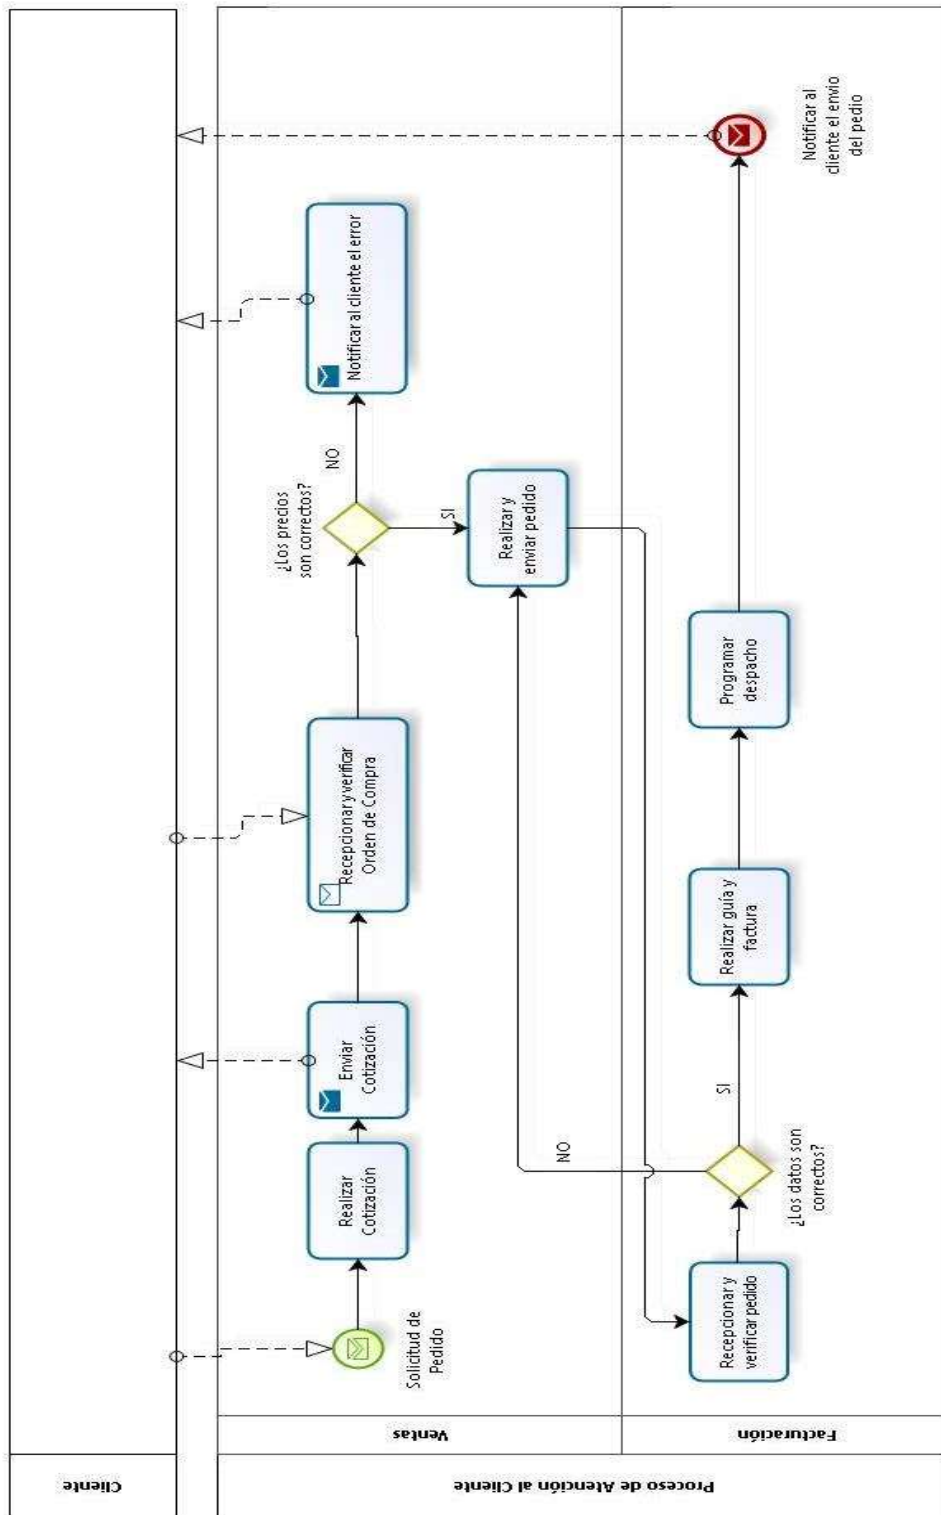 Cliente
Proceso de Atención al Cliente
Ventas
Solicitud de
Pedido
Realizar
Cotización
Enviar
Cotización
Recepcionar y verificar
Orden de Compra
¿Los precios
son correctos?
NO
Notificar al cliente el error
SI
Realizar y
enviar pedido
Facturación
Recepcionar y
verificar pedido
¿Los datos son
correctos?
NO
SI
Realizar guía y
factura
Programar
despacho
Notificar al
cliente el envio
del pedio